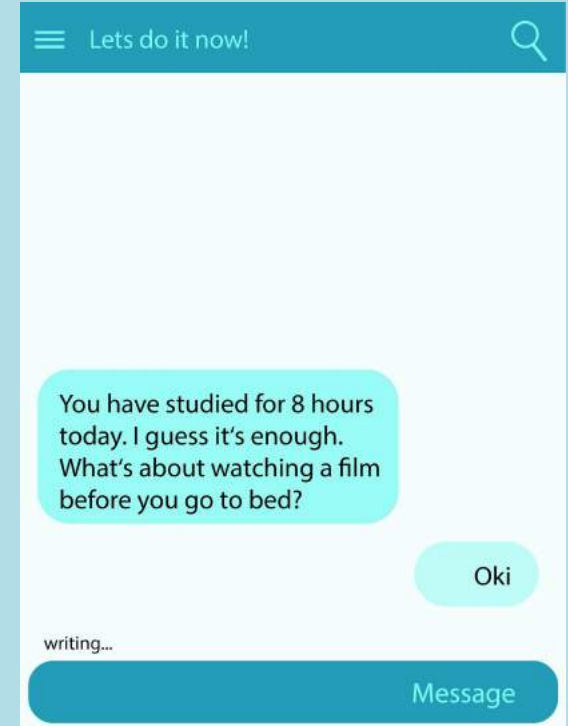 Lets do it now!
You have studied for 8 hours
today. I guess it‘s enough.
What‘s about watching a film
before you go to bed?
Oki
writing...
Message